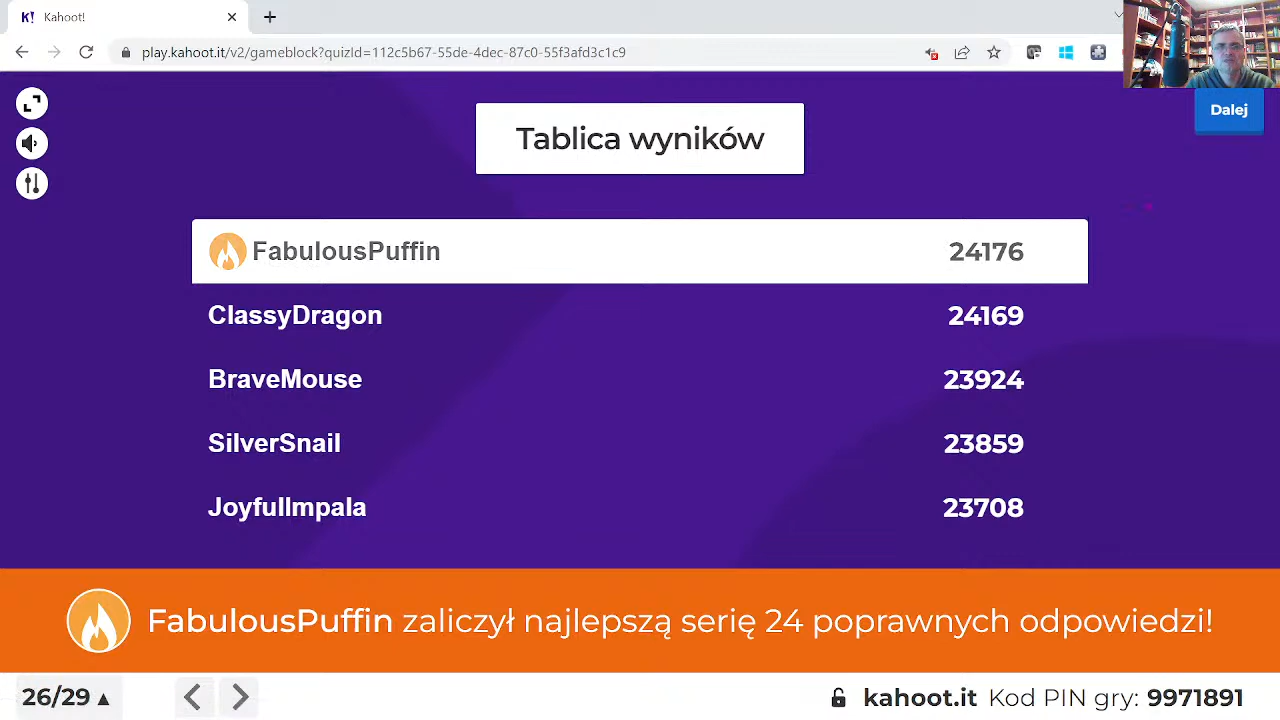 K! Kahoot!
play.kahoot.it/v2/gameblock?quizId=112c5b67-55de-4dec-87c0-55f3afd3c1c9
Dalej
Tablica wyników
FabulousPuffin 24176
ClassyDragon 24169
BraveMouse 23924
SilverSnail 23859
JoyfulImpala 23708
FabulousPuffin zaliczył najlepszą serię 24 poprawnych odpowiedzi!
26/29 kahoot.it Kod PIN gry: 9971891